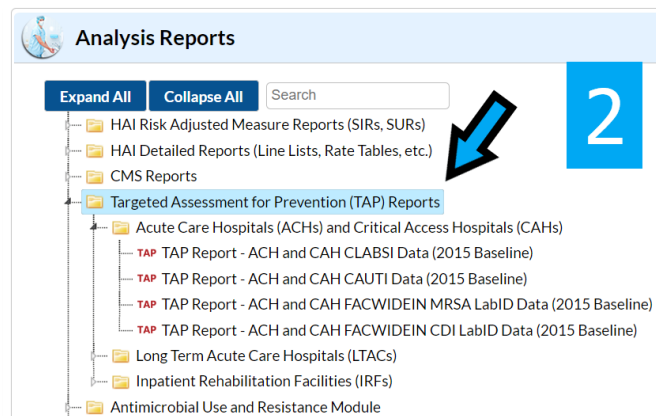 Analysis Reports
Expand All Collapse All Search
2
HAI Risk Adjusted Measure Reports (SIRs, SURs)
HAI Detailed Reports (Line Lists, Rate Tables, etc.)
CMS Reports
Targeted Assessment for Prevention (TAP) Reports
Acute Care Hospitals (ACHs) and Critical Access Hospitals (CAHs)
TAP TAP Report - ACH and CAH CLABSI Data (2015 Baseline)
TAP TAP Report - ACH and CAH CAUTI Data (2015 Baseline)
TAP TAP Report - ACH and CAH FACWIDEIN MRSA LabID Data (2015 Baseline)
TAP TAP Report - ACH and CAH FACWIDEIN CDI LabID Data (2015 Baseline)
Long Term Acute Care Hospitals (LTACs)
Inpatient Rehabilitation Facilities (IRFs)
Antimicrobial Use and Resistance Module